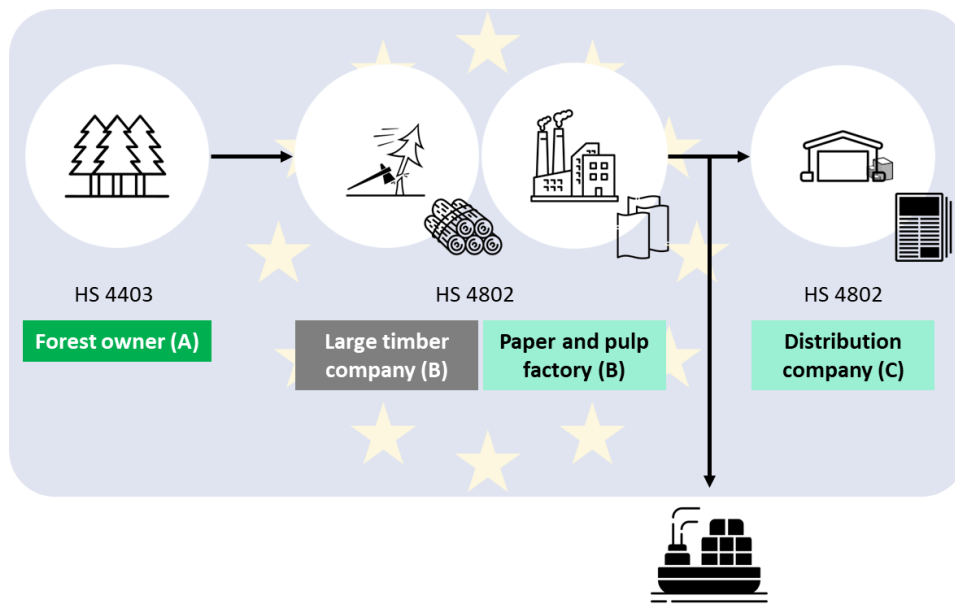 HS 4403
HS 4802
HS 4802
Forest owner (A)
Large timber
company (B)
Paper and pulp
factory (B)
Distribution
company (C)